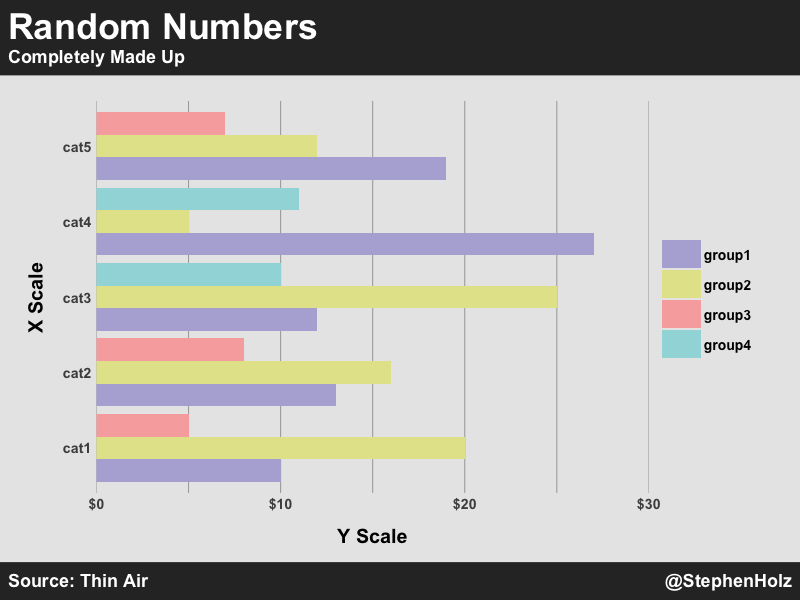 Random Numbers
Completely Made Up
cat5
cat4
cat3
cat2
cat1
X Scale
$0 $10 $20 $30
Y Scale
group1
group2
group3
group4
Source: Thin Air @StephenHolz